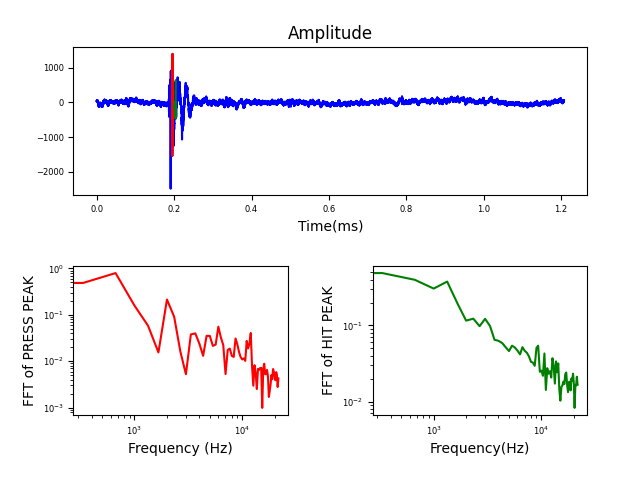 Amplitude
1000
0
−1000
−2000
0.0 0.2 0.4 0.6 0.8 1.0 1.2
Time(ms)
FFT of PRESS PEAK
10⁰
10⁻¹
10⁻²
10⁻³
10³ 10⁴
Frequency (Hz)
FFT of HIT PEAK
10⁻¹
10⁻²
10³ 10⁴
Frequency(Hz)